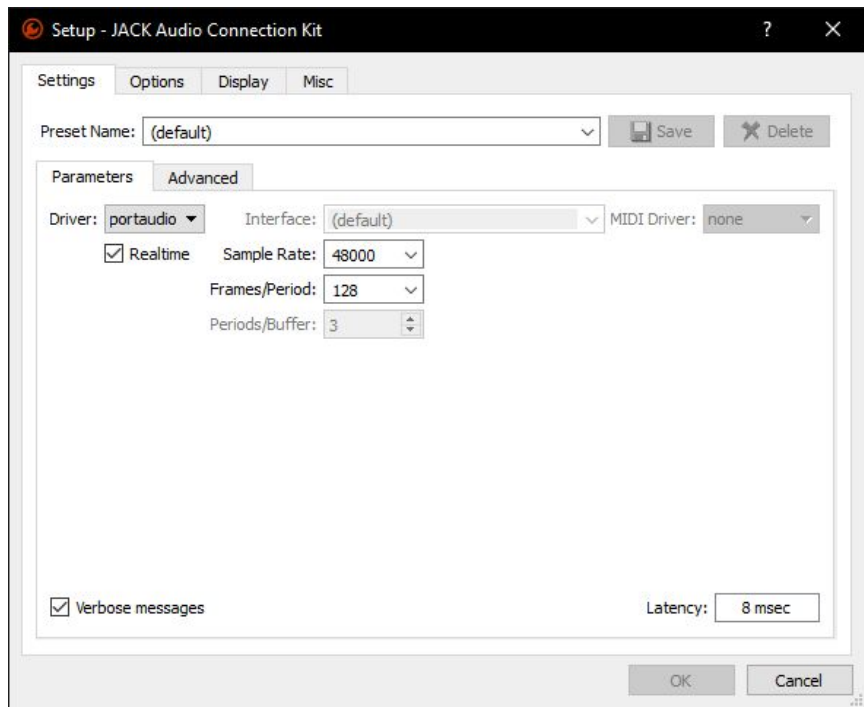 Setup - JACK Audio Connection Kit ?
Settings Options Display Misc
Preset Name: (default) Save Delete
Parameters Advanced
Driver: portaudio Interface: (default) MIDI Driver: none
Realtime Sample Rate: 48000
Frames/Period: 128
Periods/Buffer: 3
Verbose messages Latency: 8 msec
OK Cancel